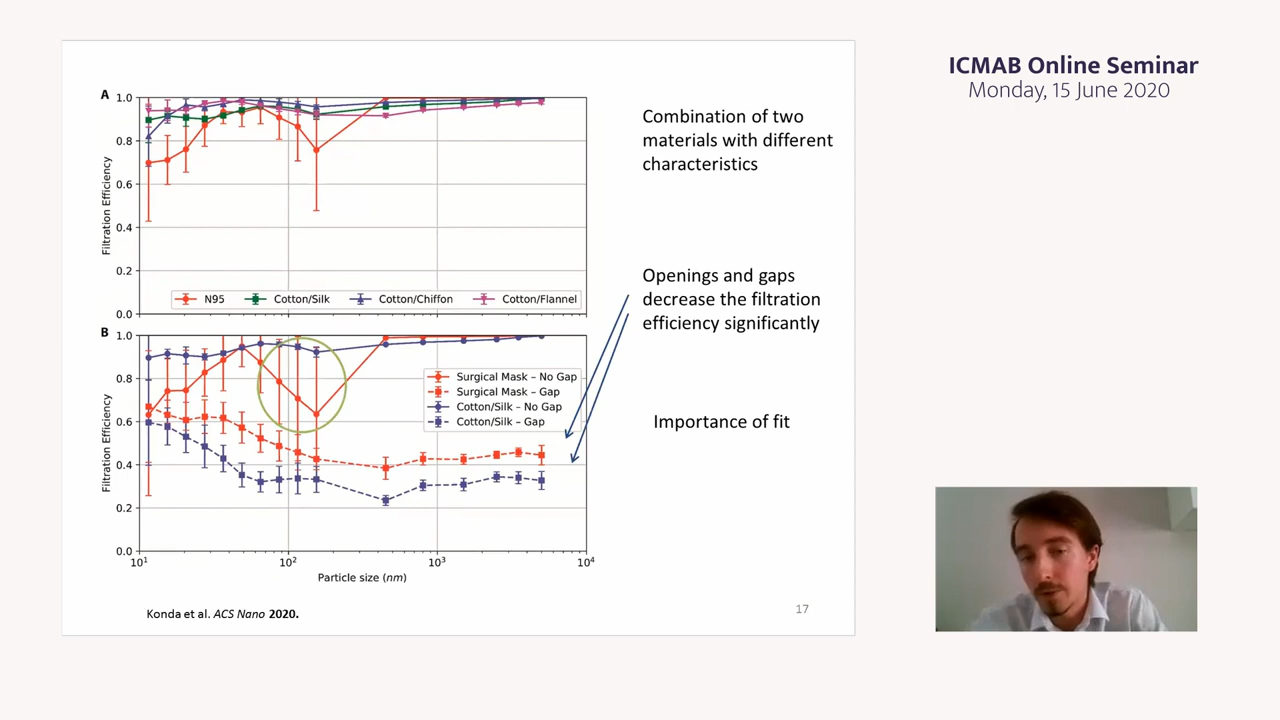 ICMAB Online Seminar
Monday, 15 June 2020
A
1.0
0.8
0.6
0.4
0.2
0.0
Filtration Efficiency
N95
Cotton/Silk
Cotton/Chiffon
Cotton/Flannel
Combination of two
materials with different
characteristics
Openings and gaps
decrease the filtration
efficiency significantly
B
1.0
0.8
0.6
0.4
0.2
0.0
Filtration Efficiency
Surgical Mask – No Gap
Surgical Mask – Gap
Cotton/Silk – No Gap
Cotton/Silk – Gap
10¹
10²
10³
10⁴
Particle size (nm)
Importance of fit
Konda et al. ACS Nano 2020.
17